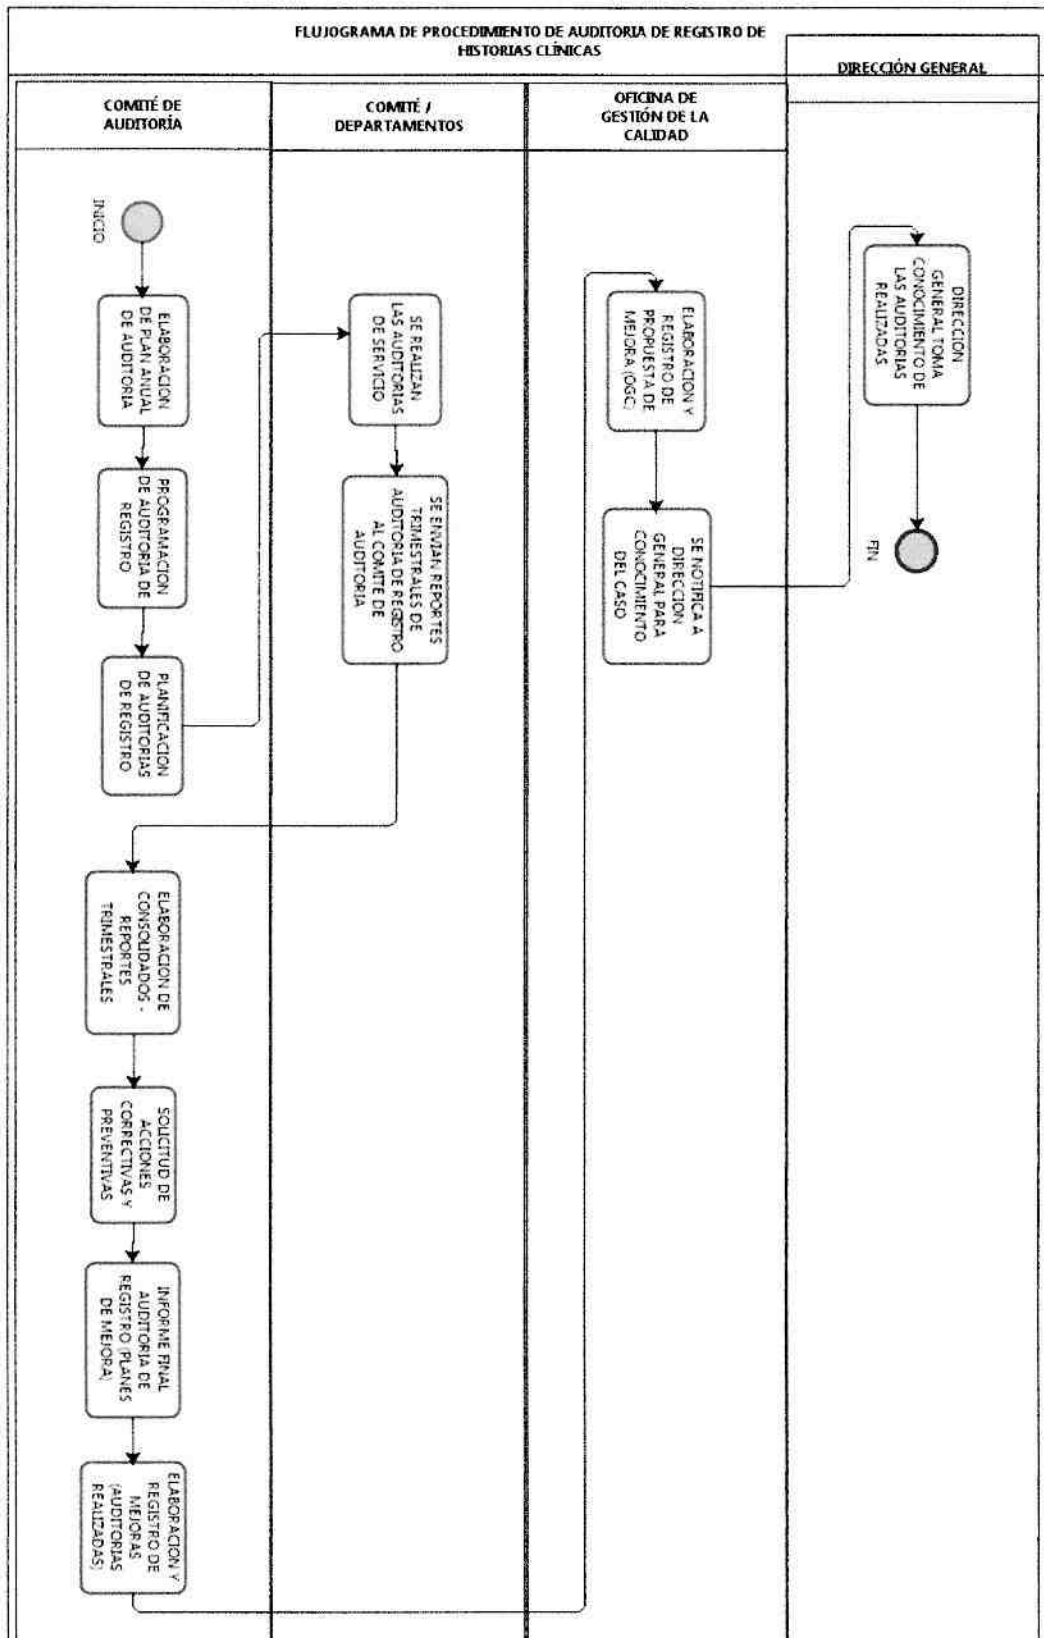 FLUJOGRAMA DE PROCEDIMIENTO DE AUDITORIA DE REGISTRO DE
HISTORIAS CLÍNICAS
COMITÉ DE
AUDITORÍA
COMITÉ /
DEPARTAMENTOS
OFICINA DE
GESTIÓN DE LA
CALIDAD
DIRECCIÓN GENERAL
INICIO
ELABORACION
DE PLAN ANUAL
DE AUDITORIA
PROGRAMACION
DE AUDITORIA DE
REGISTRO
PLANIFICACION
DE AUDITORIAS
DE REGISTRO
SE REALIZAN
LAS AUDITORIAS
DE SERVICIO
SE ENVIAN REPORTES
TRIMESTRALES DE
AUDITORIA DE REGISTRO
AL COMITE DE
AUDITORIA
ELABORACION DE
CONSOLIDADOS -
REPORTES
TRIMESTRALES
SOLICITUD DE
ACCIONES
CORRECTIVAS Y
PREVENTIVAS
INFORME FINAL
AUDITORIA DE
REGISTRO (PLANES
DE MEJORA)
ELABORACION Y
REGISTRO DE
MEJORAS
(AUDITORIAS
REALIZADAS)
ELABORACION Y
REGISTRO DE
PROPUESTA DE
MEJORA (OGC)
SE NOTIFICA A
DIRECCION
GENERAL PARA
CONOCIMIENTO
DEL CASO
DIRECCION
GENERAL TOMA
CONOCIMIENTO DE
LAS AUDITORIAS
REALIZADAS
FIN